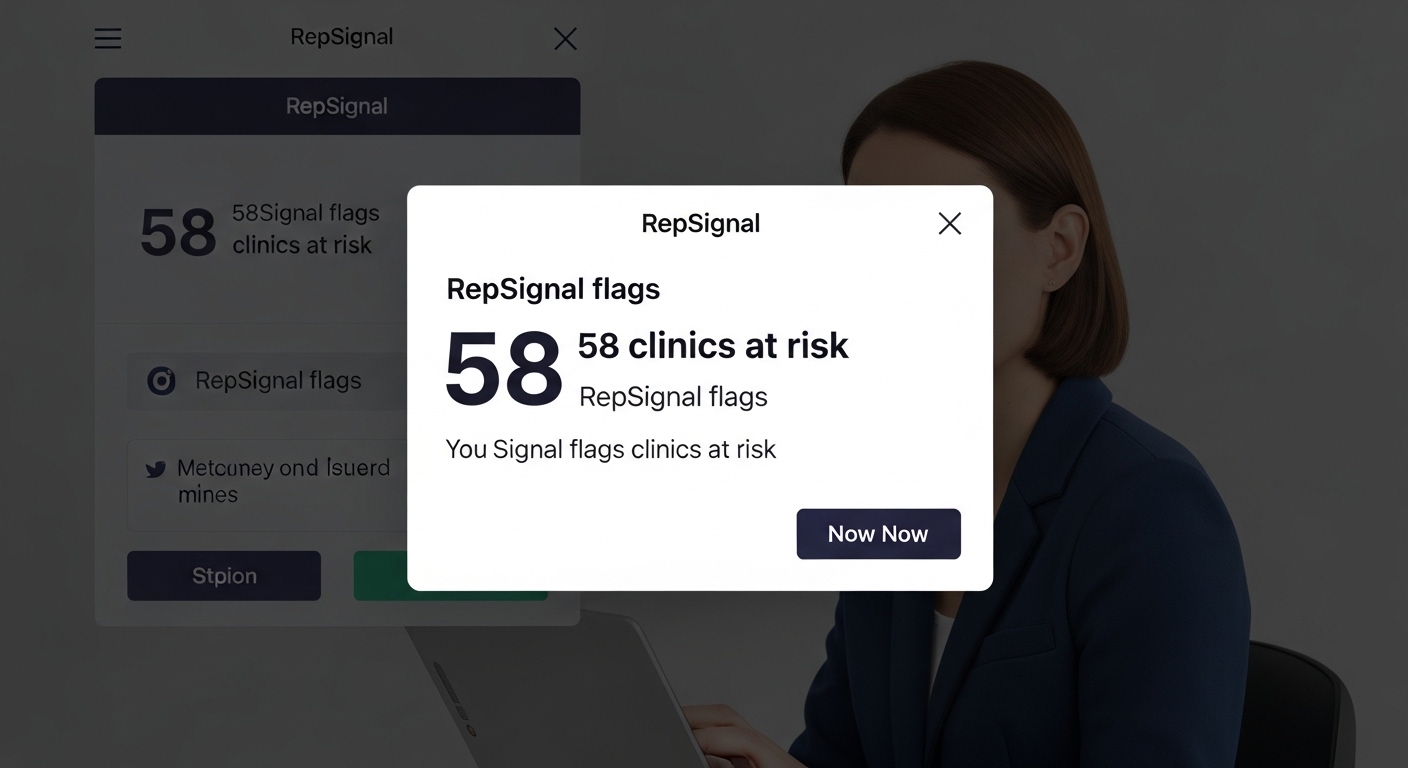 RepSignal
RepSignal
58
58Signal flags
clinics at risk
RepSignal flags
Metcuney ond Isuerd
mines
Stpion
RepSignal
RepSignal flags
58
58 clinics at risk
RepSignal flags
You Signal flags clinics at risk
Now Now